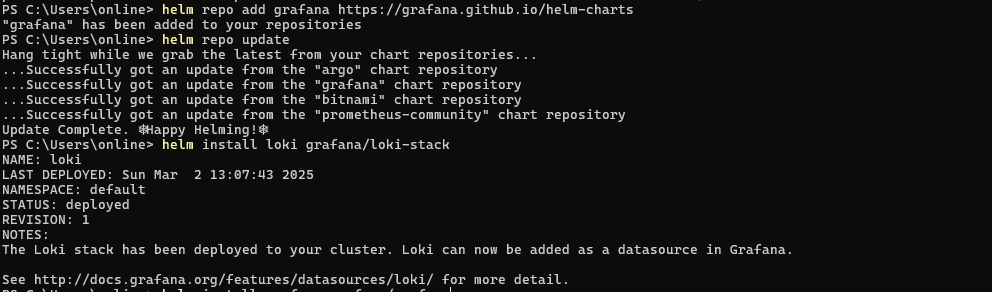 PS C:\Users\online> helm repo add grafana https://grafana.github.io/helm-charts
"grafana" has been added to your repositories
PS C:\Users\online> helm repo update
Hang tight while we grab the latest from your chart repositories...
...Successfully got an update from the "argo" chart repository
...Successfully got an update from the "grafana" chart repository
...Successfully got an update from the "bitnami" chart repository
...Successfully got an update from the "prometheus-community" chart repository
Update Complete. ⎈Happy Helming!⎈
PS C:\Users\online> helm install loki grafana/loki-stack
NAME: loki
LAST DEPLOYED: Sun Mar  2 13:07:43 2025
NAMESPACE: default
STATUS: deployed
REVISION: 1
NOTES:
The Loki stack has been deployed to your cluster. Loki can now be added as a datasource in Grafana.
See http://docs.grafana.org/features/datasources/loki/ for more detail.
PS C:\Users\online> helm install